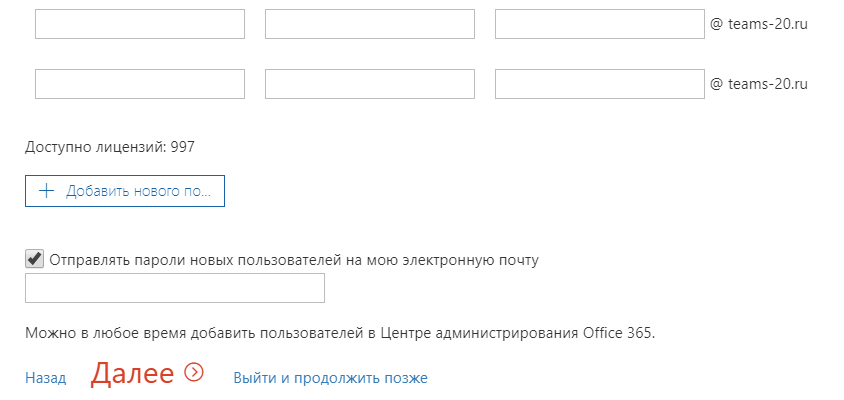 @ teams-20.ru
@ teams-20.ru
Доступно лицензий: 997
Добавить нового по...
Отправлять пароли новых пользователей на мою электронную почту
Можно в любое время добавить пользователей в Центре администрирования Office 365.
Назад Далее Выйти и продолжить позже